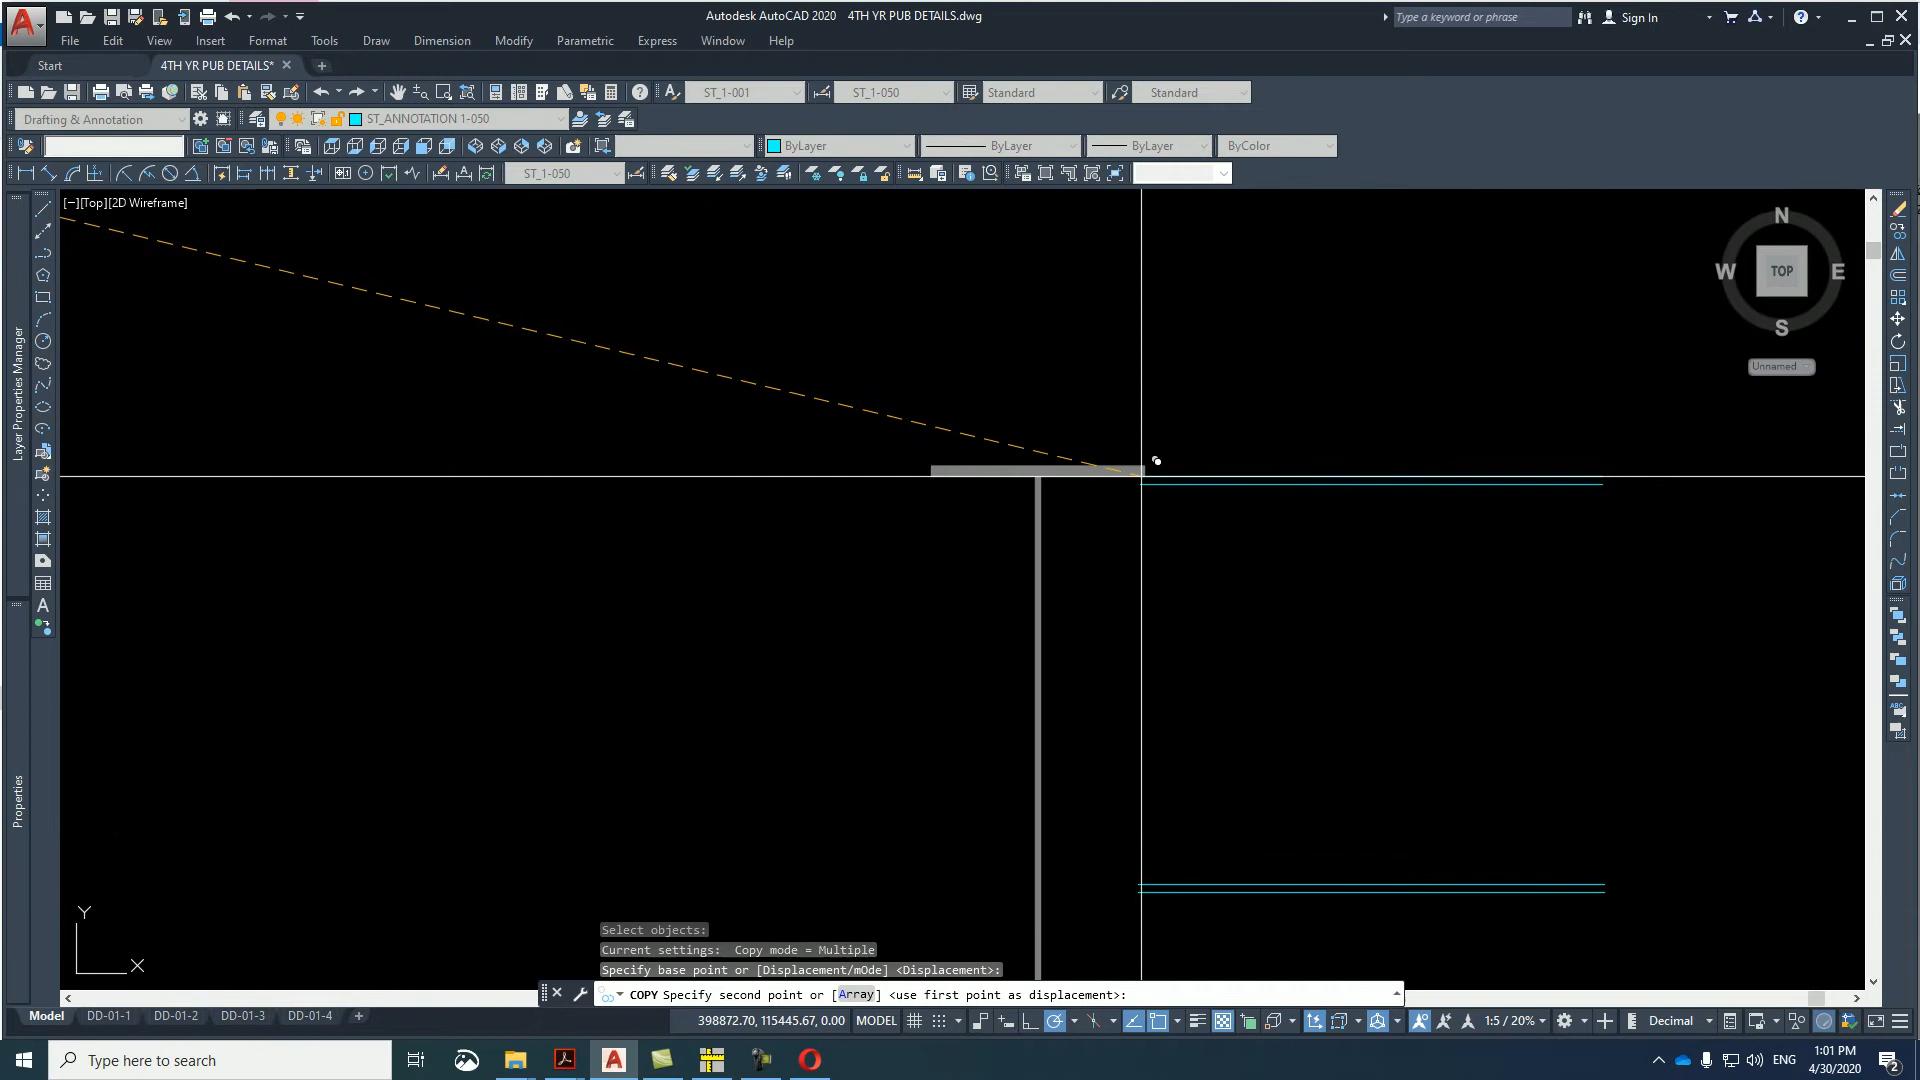 Autodesk AutoCAD 2020   4TH YR PUB DETAILS.dwg
Type a keyword or phrase
Sign In
File Edit View Insert Format Tools Draw Dimension Modify Parametric Express Window Help
Start 4TH YR PUB DETAILS*
ST_1-001 ST_1-050 Standard Standard
Drafting & Annotation ST_ANNOTATION 1-050
ByLayer ByLayer ByLayer ByColor
ST_1-050
[−][Top][2D Wireframe]
N
W TOP E
S
Unnamed
Layer Properties Manager
Properties
Y
X
Select objects:
Current settings:  Copy mode = Multiple
Specify base point or [Displacement/mOde] <Displacement>:
COPY Specify second point or [Array] <use first point as displacement>:
Model DD-01-1 DD-01-2 DD-01-3 DD-01-4
398872.70, 115445.67, 0.00 MODEL 1:5 / 20% Decimal
Type here to search
ENG
1:01 PM
4/30/2020
2